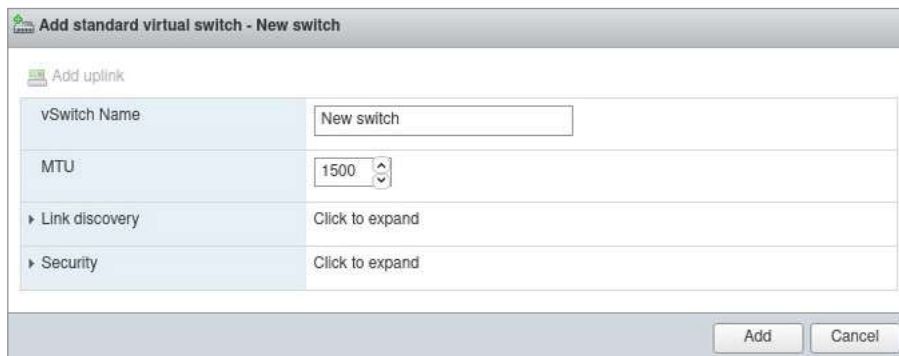 Add standard virtual switch - New switch
Add uplink
vSwitch Name New switch
MTU 1500
Link discovery Click to expand
Security Click to expand
Add Cancel